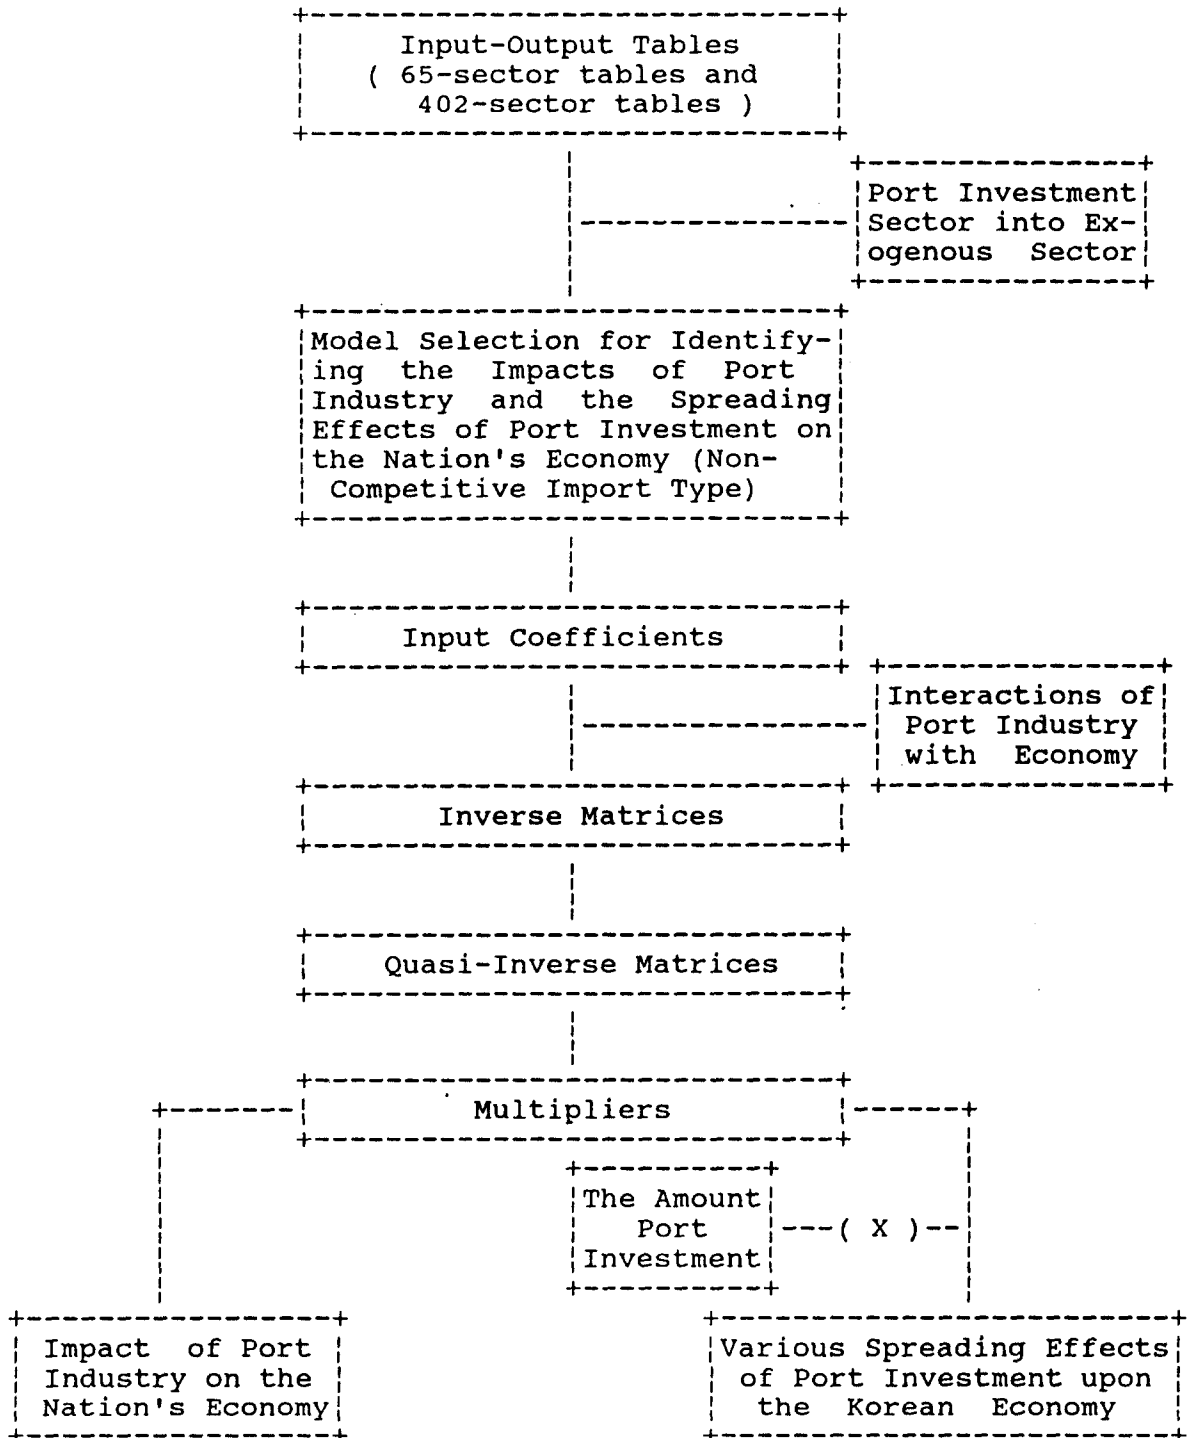 Input-Output Tables
( 65-sector tables and
402-sector tables )
Port Investment
Sector into Ex-
ogenous Sector
Model Selection for Identify-
ing the Impacts of Port
Industry and the Spreading
Effects of Port Investment on
the Nation's Economy (Non-
Competitive Import Type)
Input Coefficients
Interactions of
Port Industry
with Economy
Inverse Matrices
Quasi-Inverse Matrices
Multipliers
The Amount
Port
Investment
( X )
Impact of Port
Industry on the
Nation's Economy
Various Spreading Effects
of Port Investment upon
the Korean Economy